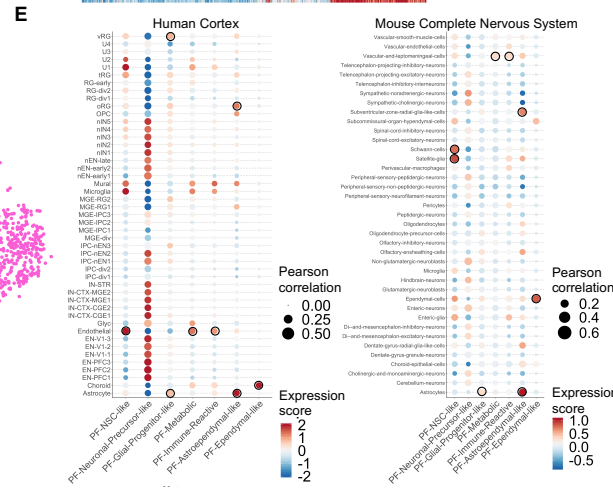 E
Human Cortex
vRG
U4
U3
U2
U1
tRG
RG-early
RG-div2
RG-div1
oRG
OPC
nIN5
nIN4
nIN3
nIN2
nIN1
nEN-late
nEN-early2
nEN-early1
Mural
Microglia
MGE-RG2
MGE-RG1
MGE-IPC3
MGE-IPC2
MGE-IPC1
MGE-div
IPC-nEN3
IPC-nEN2
IPC-nEN1
IPC-div2
IPC-div1
IN-STR
IN-CTX-MGE2
IN-CTX-MGE1
IN-CTX-CGE2
IN-CTX-CGE1
Glyc
Endothelial
EN-V1-3
EN-V1-2
EN-V1-1
EN-PFC3
EN-PFC2
EN-PFC1
Choroid
Astrocyte
PF-NSC-like
PF-Neuronal-Precursor-like
PF-Glial-Progenitor-like
PF-Metabolic
PF-Immune-Reactive
PF-Astroependymal-like
PF-Ependymal-like
Pearson
correlation
0.00
0.25
0.50
Expression
score
2
1
0
-1
-2
Mouse Complete Nervous System
Vascular-smooth-muscle-cells
Vascular-endothelial-cells
Vascular-and-leptomeningeal-cells
Telencephalon-projecting-inhibitory-neurons
Telencephalon-projecting-excitatory-neurons
Telencephalon-inhibitory-interneurons
Sympathetic-noradrenergic-neurons
Sympathetic-cholinergic-neurons
Subventricular-zone-radial-glia-like-cells
Subcommissural-organ-hypendymal-cells
Spinal-cord-inhibitory-neurons
Spinal-cord-excitatory-neurons
Schwann-cells
Satellite-glia
Perivascular-macrophages
Peripheral-sensory-peptidergic-neurons
Peripheral-sensory-non-peptidergic-neurons
Peripheral-sensory-neurofilament-neurons
Pericytes
Peptidergic-neurons
Oligodendrocytes
Oligodendrocyte-precursor-cells
Olfactory-inhibitory-neurons
Olfactory-ensheathing-cells
Non-glutamatergic-neuroblasts
Microglia
Hindbrain-neurons
Glutamatergic-neuroblasts
Ependymal-cells
Enteric-neurons
Enteric-glia
Di-and-mesencephalon-inhibitory-neurons
Di-and-mesencephalon-excitatory-neurons
Dentate-gyrus-radial-glia-like-cells
Dentate-gyrus-granule-neurons
Choroid-epithelial-cells
Cholinergic-and-monoaminergic-neurons
Cerebellum-neurons
Astrocytes
PF-NSC-like
PF-Neuronal-Precursor-like
PF-Glial-Progenitor-like
PF-Metabolic
PF-Immune-Reactive
PF-Astroependymal-like
PF-Ependymal-like
Pearson
correlation
0.2
0.4
0.6
Expression
score
1.0
0.5
0.0
-0.5